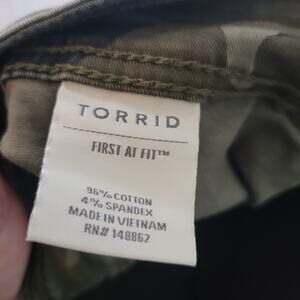 TORRID
FIRST AT FIT™
96% COTTON
4% SPANDEX
MADE IN VIETNAM
RN# 148862